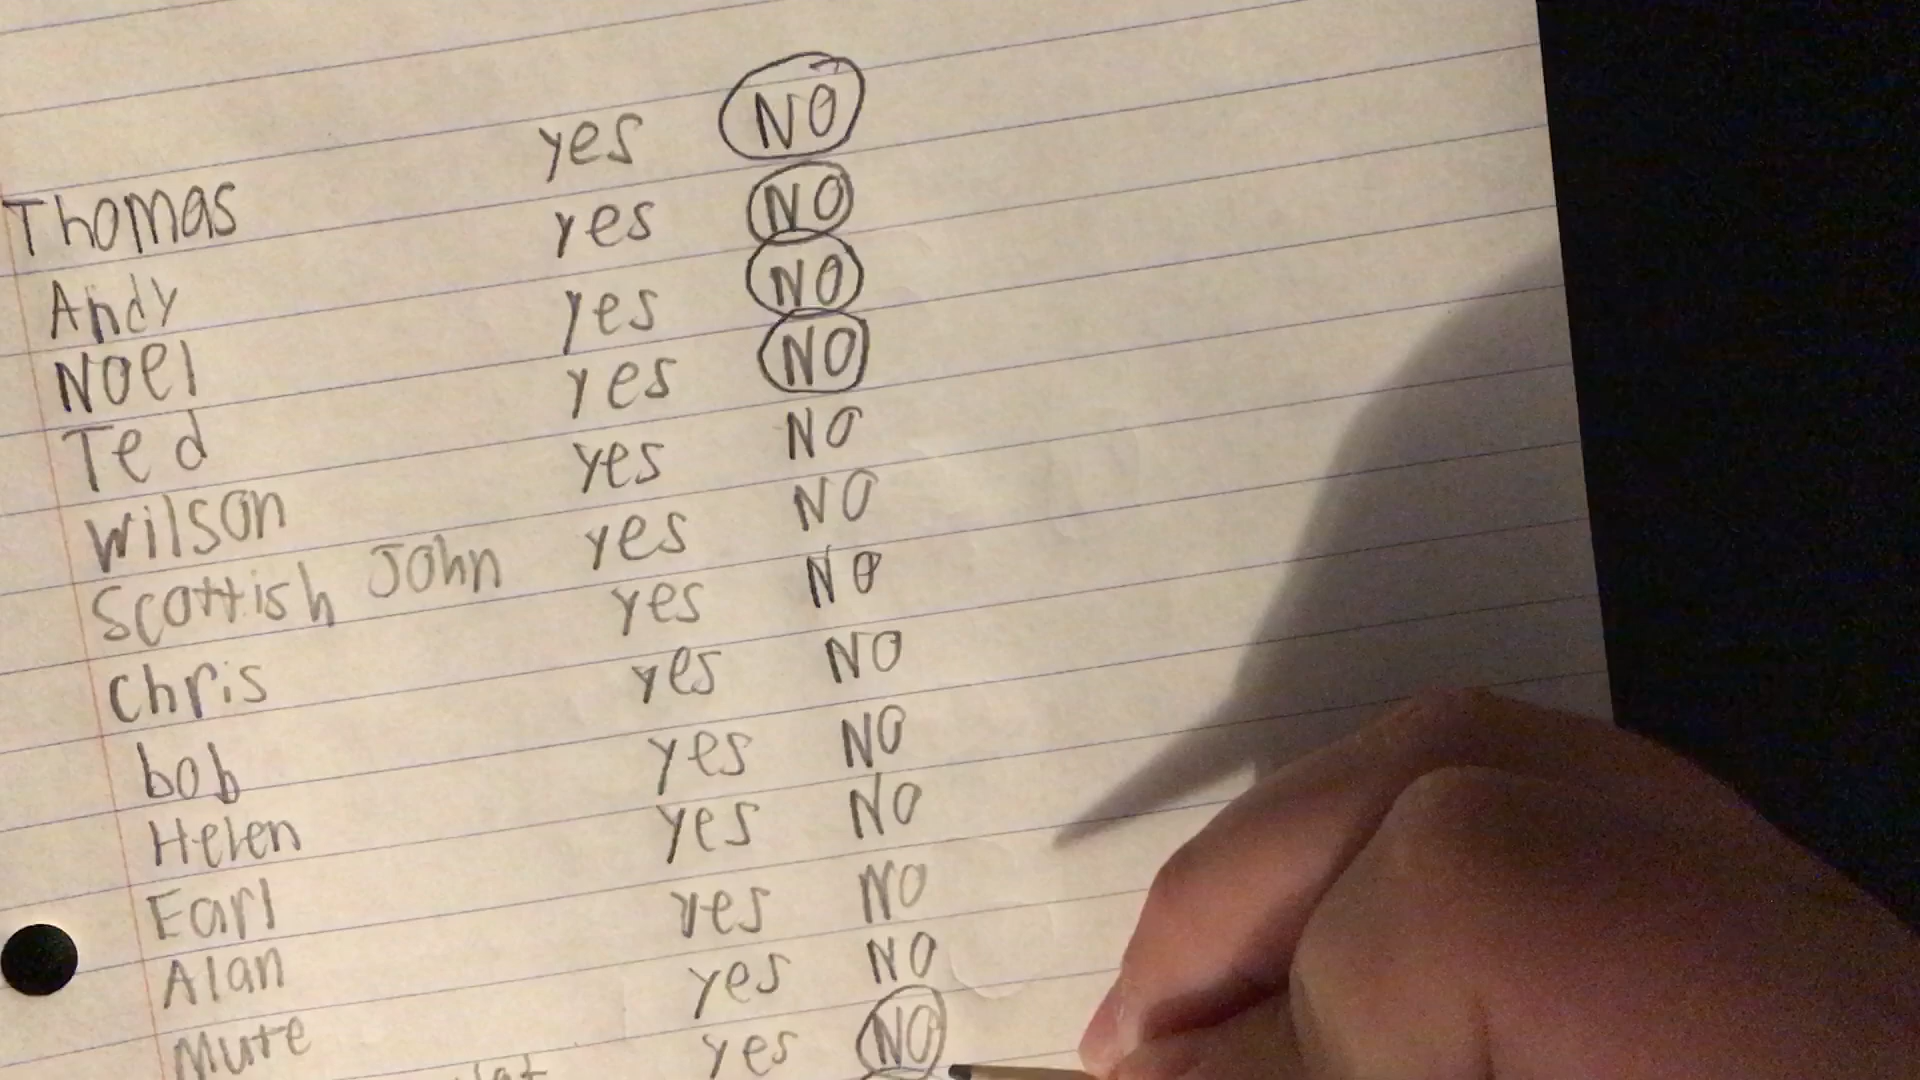 Thomas yes NO
Andy yes NO
Noel yes NO
Ted yes NO
Wilson yes NO
Scottish John yes NO
Chris yes NO
bob yes NO
Helen yes NO
Earl yes NO
Alan yes NO
Mute yes NO
yes NO